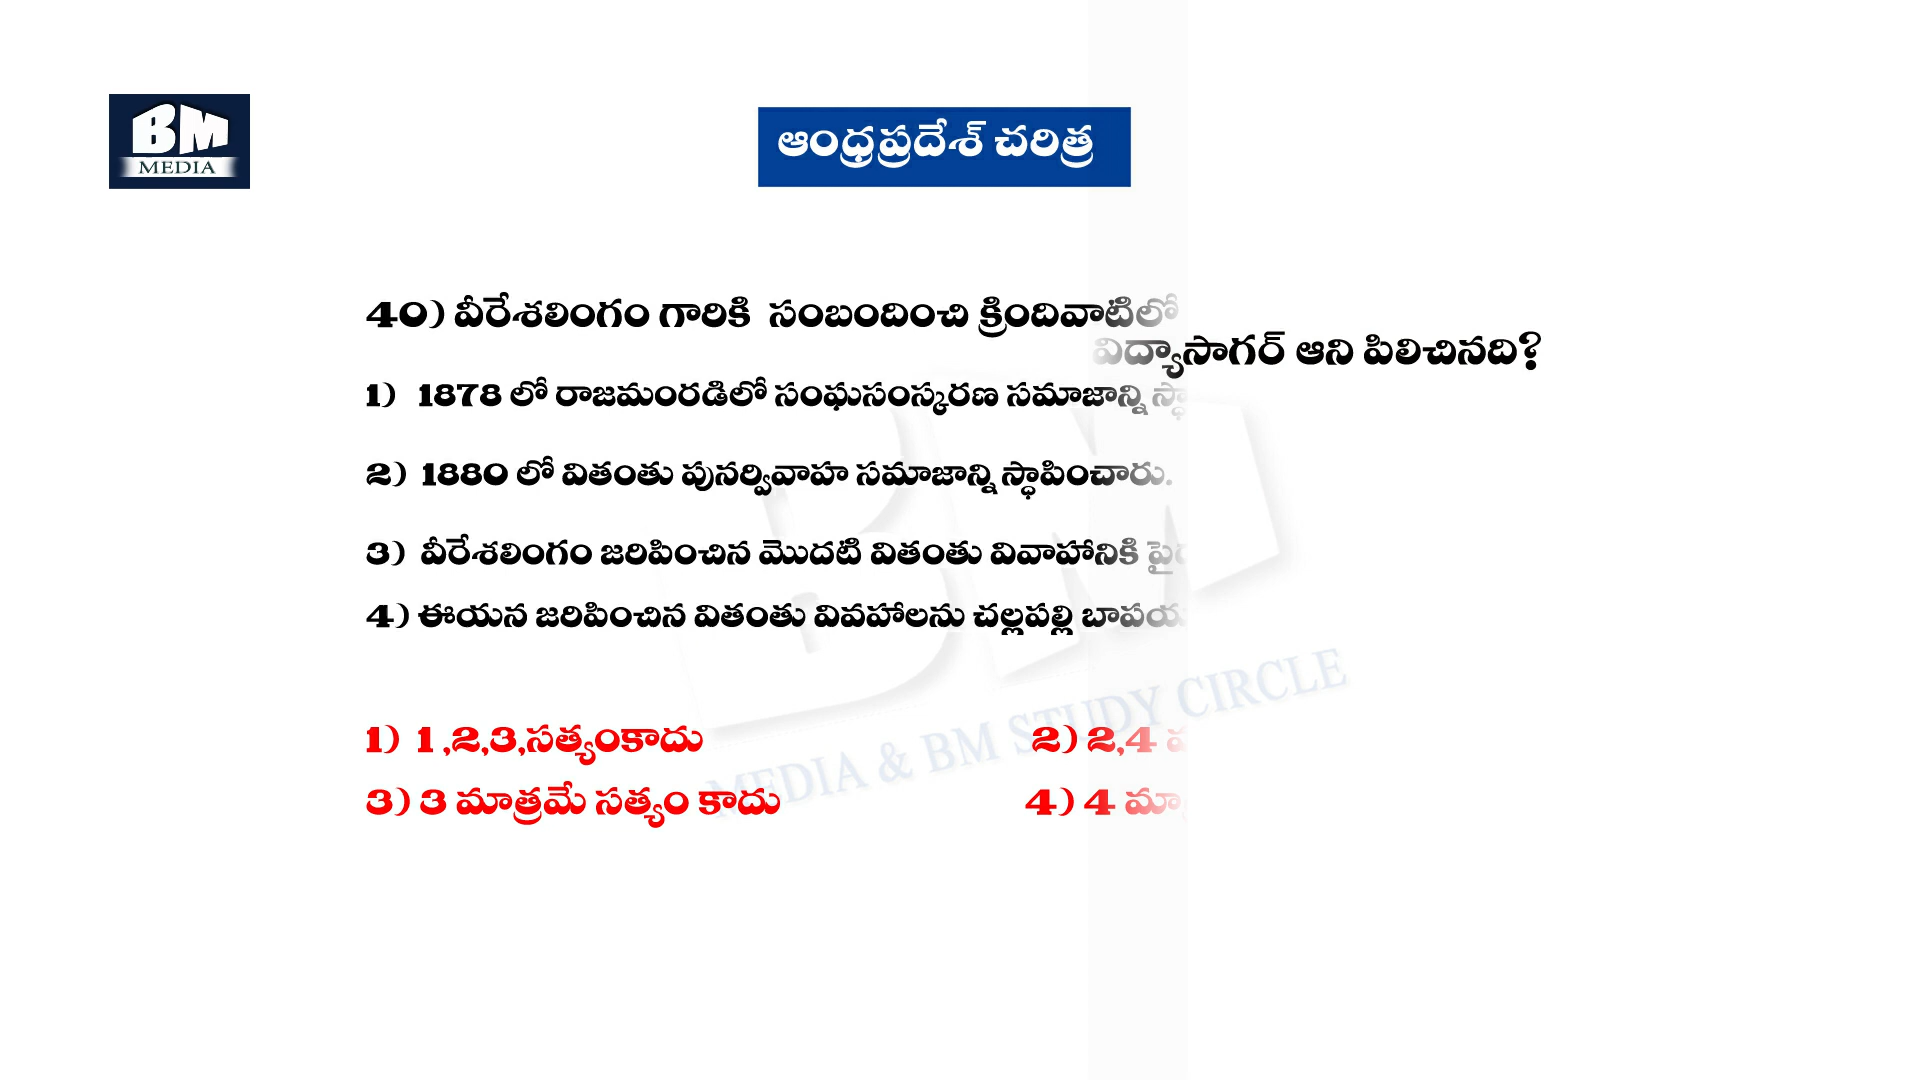 BM
MEDIA
ఆంధ్రప్రదేశ్ చరిత్ర
40) వీరేశలింగం గారికి సంబందించి క్రిందివాటిలో
విద్యాసాగర్ ఆని పిలిచినది?
1) 1878 లో రాజమండ్రిలో సంఘసంస్కరణ సమాజాన్ని
2) 1880 లో వితంతు పునర్వివాహ సమాజాన్ని స్థాపించారు.
3) వీరేశలింగం జరిపించిన మొదటి వితంతు వివాహానికి
4) ఈయన జరిపించిన వితంతు వివహాలను చల్లపల్లి
BM
MEDIA & BM STUDY CIRCLE
1) 1 ,2,3,సత్యంకాదు 2) 2,4
3) 3 మాత్రమే సత్యం కాదు 4) 4